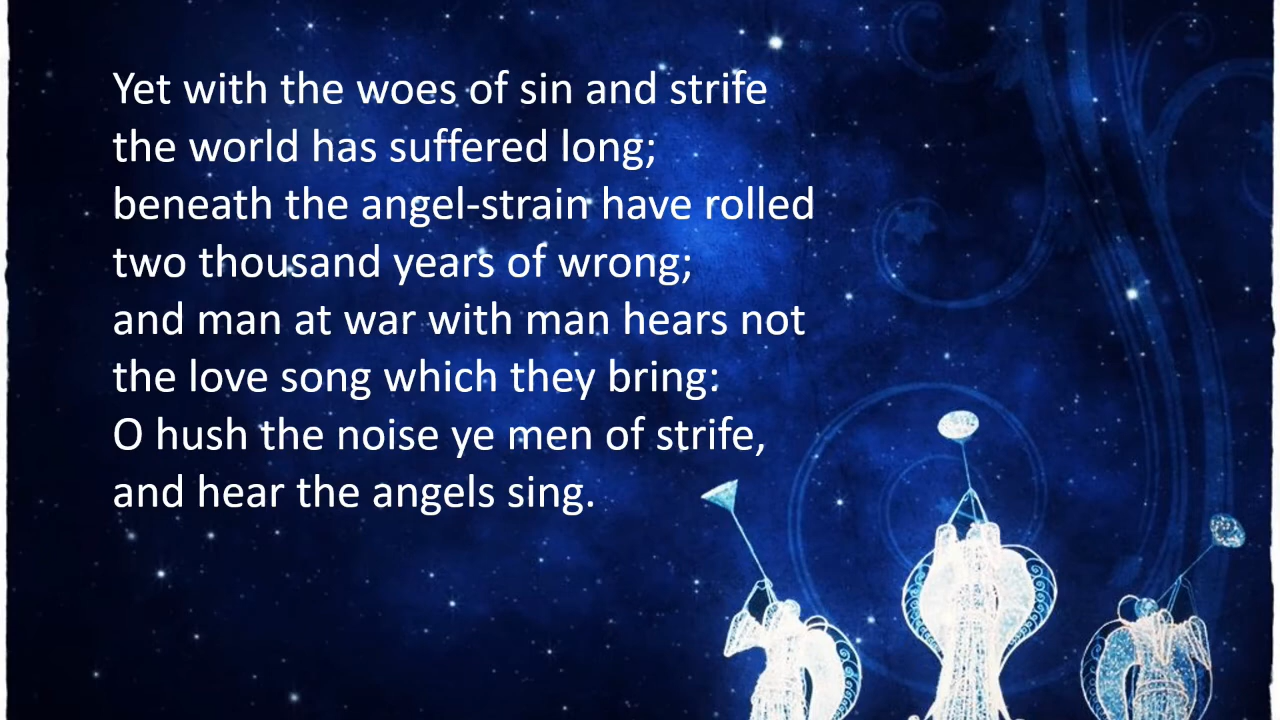 Yet with the woes of sin and strife
the world has suffered long;
beneath the angel-strain have rolled
two thousand years of wrong;
and man at war with man hears not
the love song which they bring:
O hush the noise ye men of strife,
and hear the angels sing.